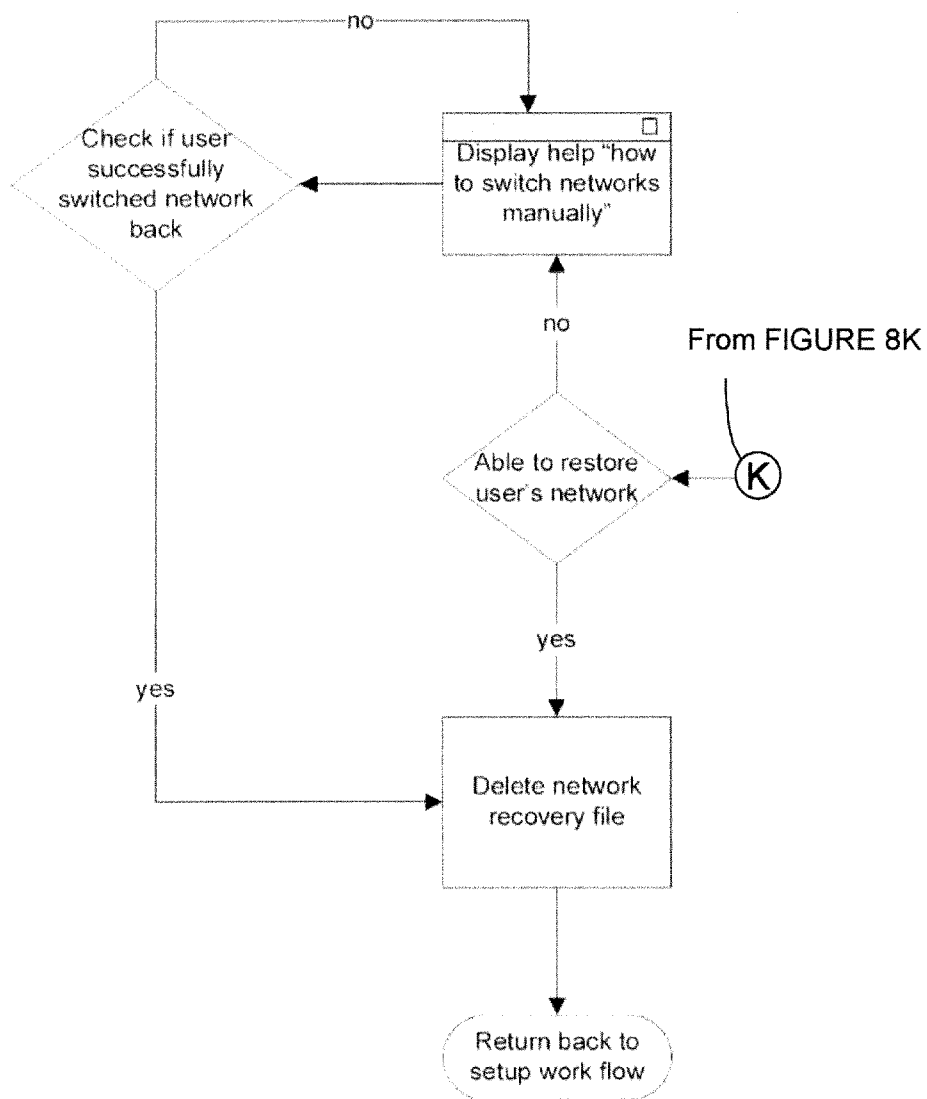 no
Check if user
successfully
switched network
back
Display help “how
to switch networks
manually”
no
From FIGURE 8K
Able to restore
user's network
K
yes
yes
Delete network
recovery file
Return back to
setup work flow